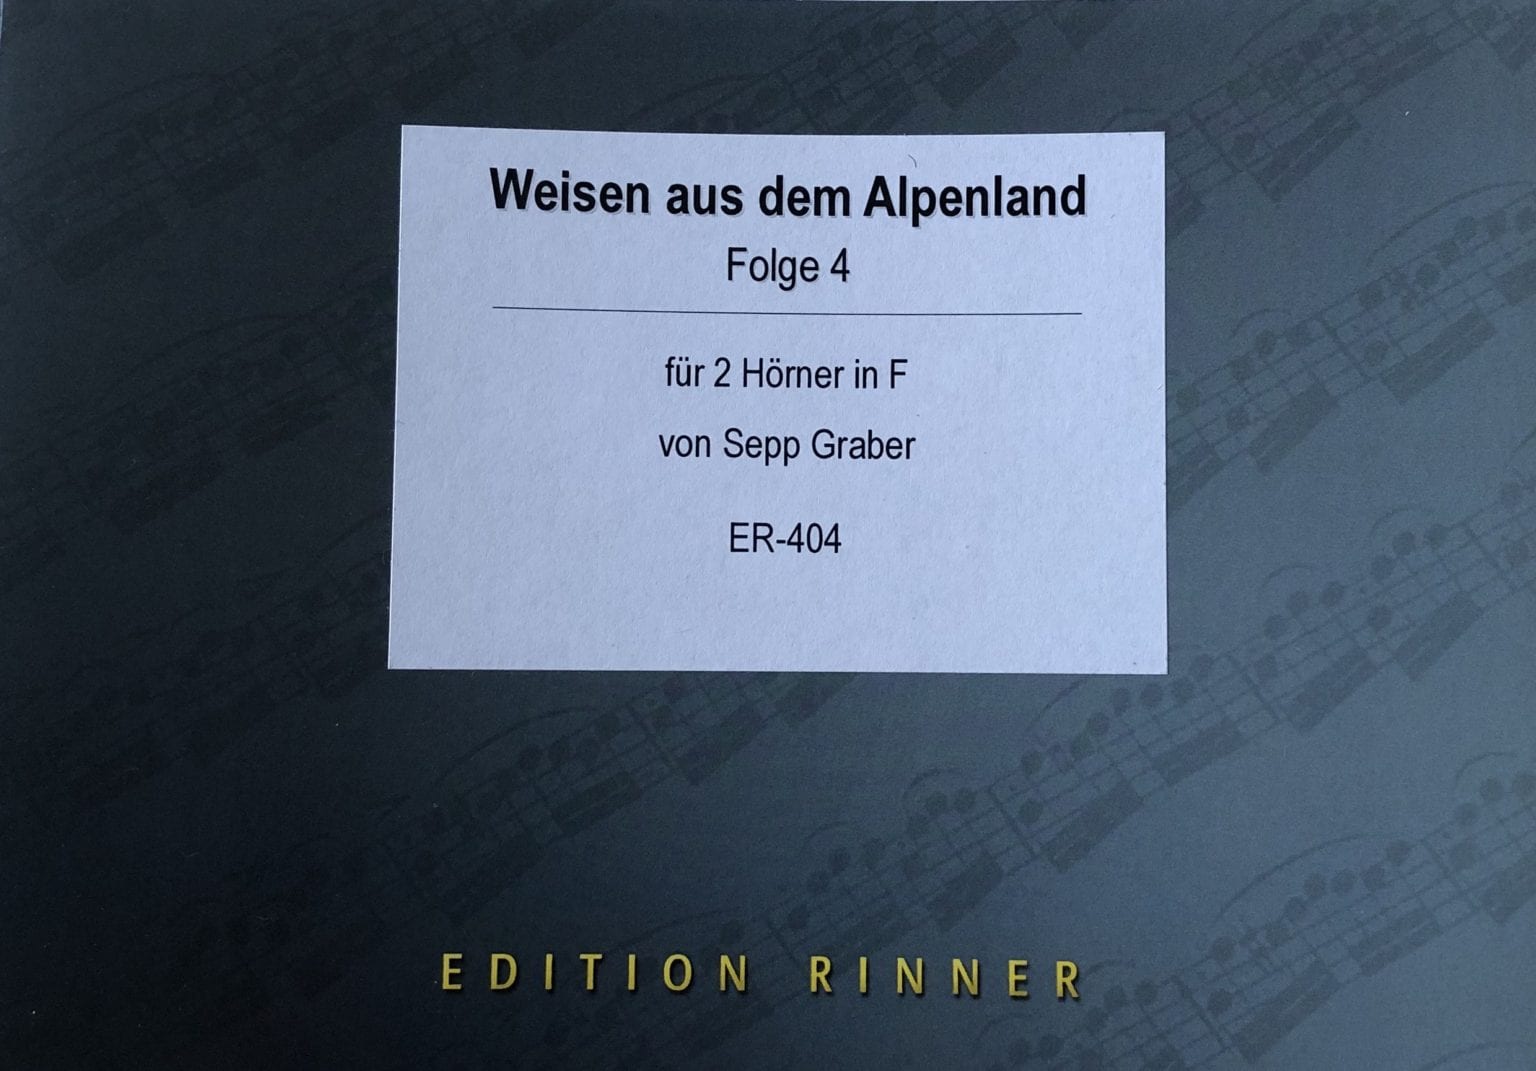 Weisen aus dem Alpenland
Folge 4
für 2 Hörner in F
von Sepp Graber
ER-404
EDITION RINNER